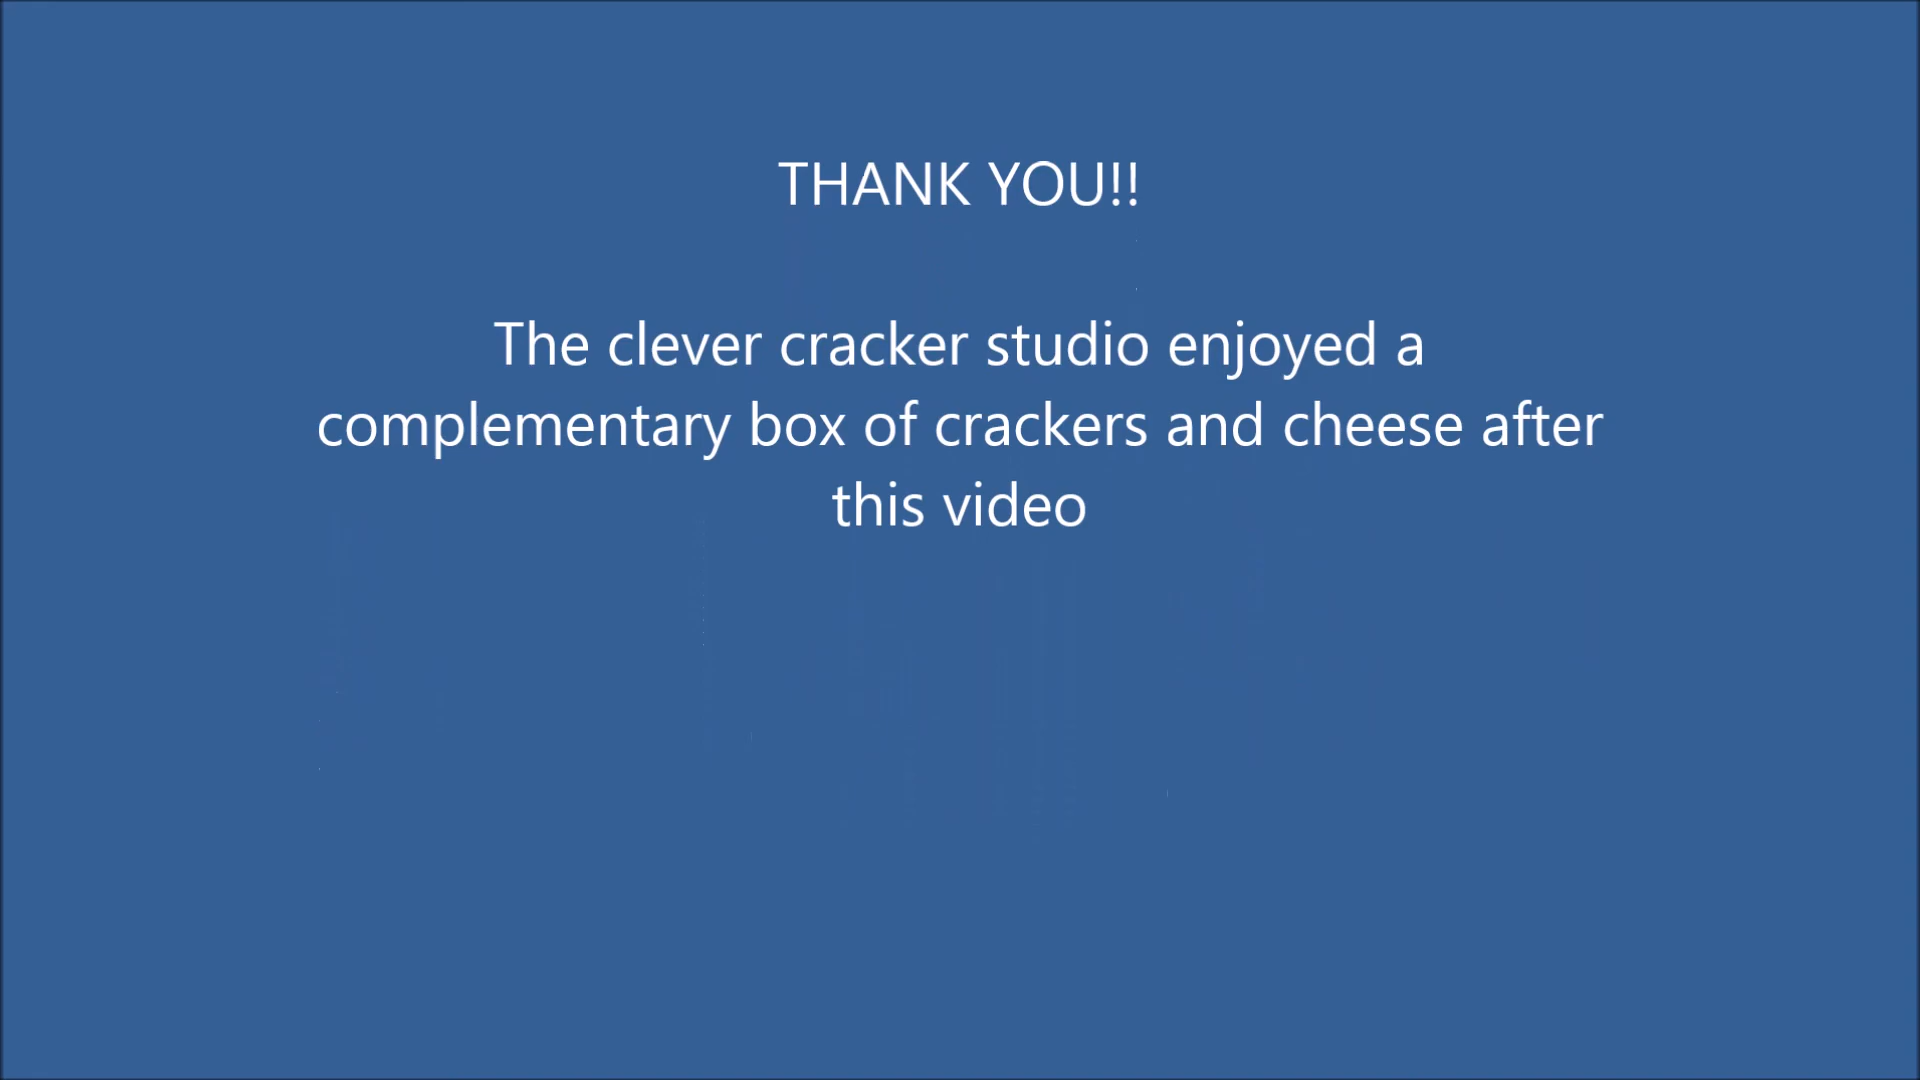 THANK YOU!!
The clever cracker studio enjoyed a
complementary box of crackers and cheese after
this video